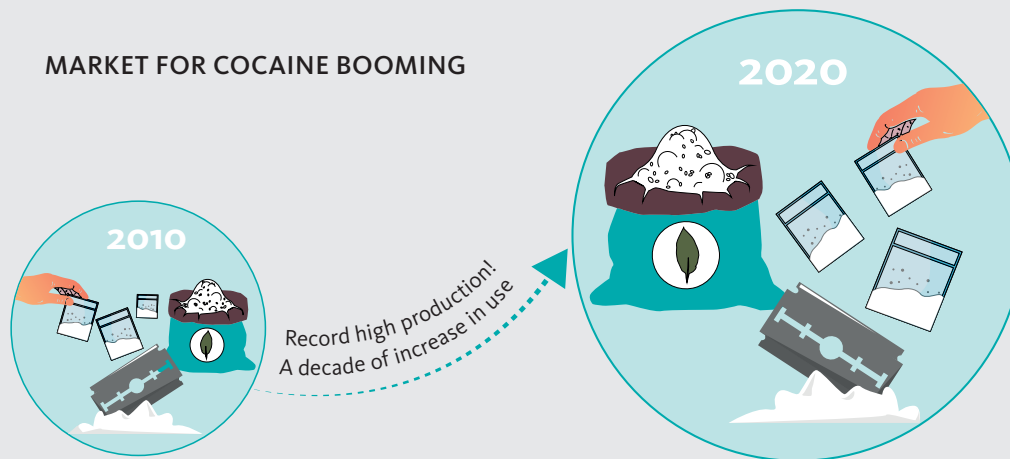 MARKET FOR COCAINE BOOMING
2010
Record high production!
A decade of increase in use
2020